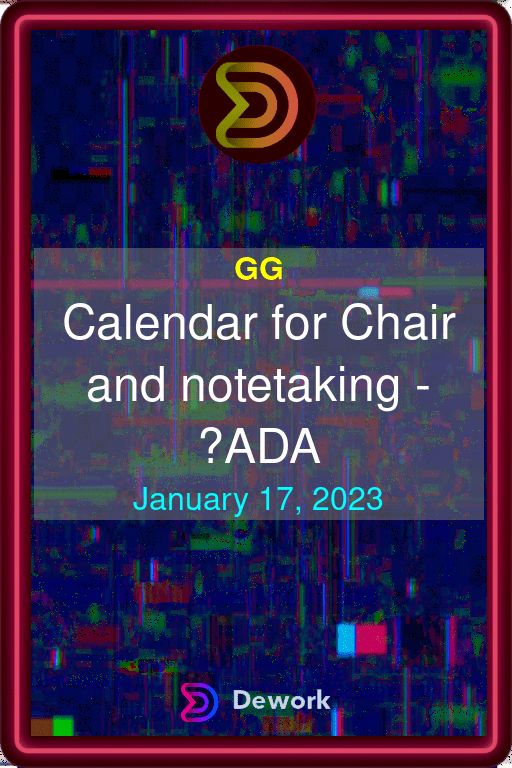 GG
Calendar for Chair
and notetaking -
?ADA
January 17, 2023
Dework